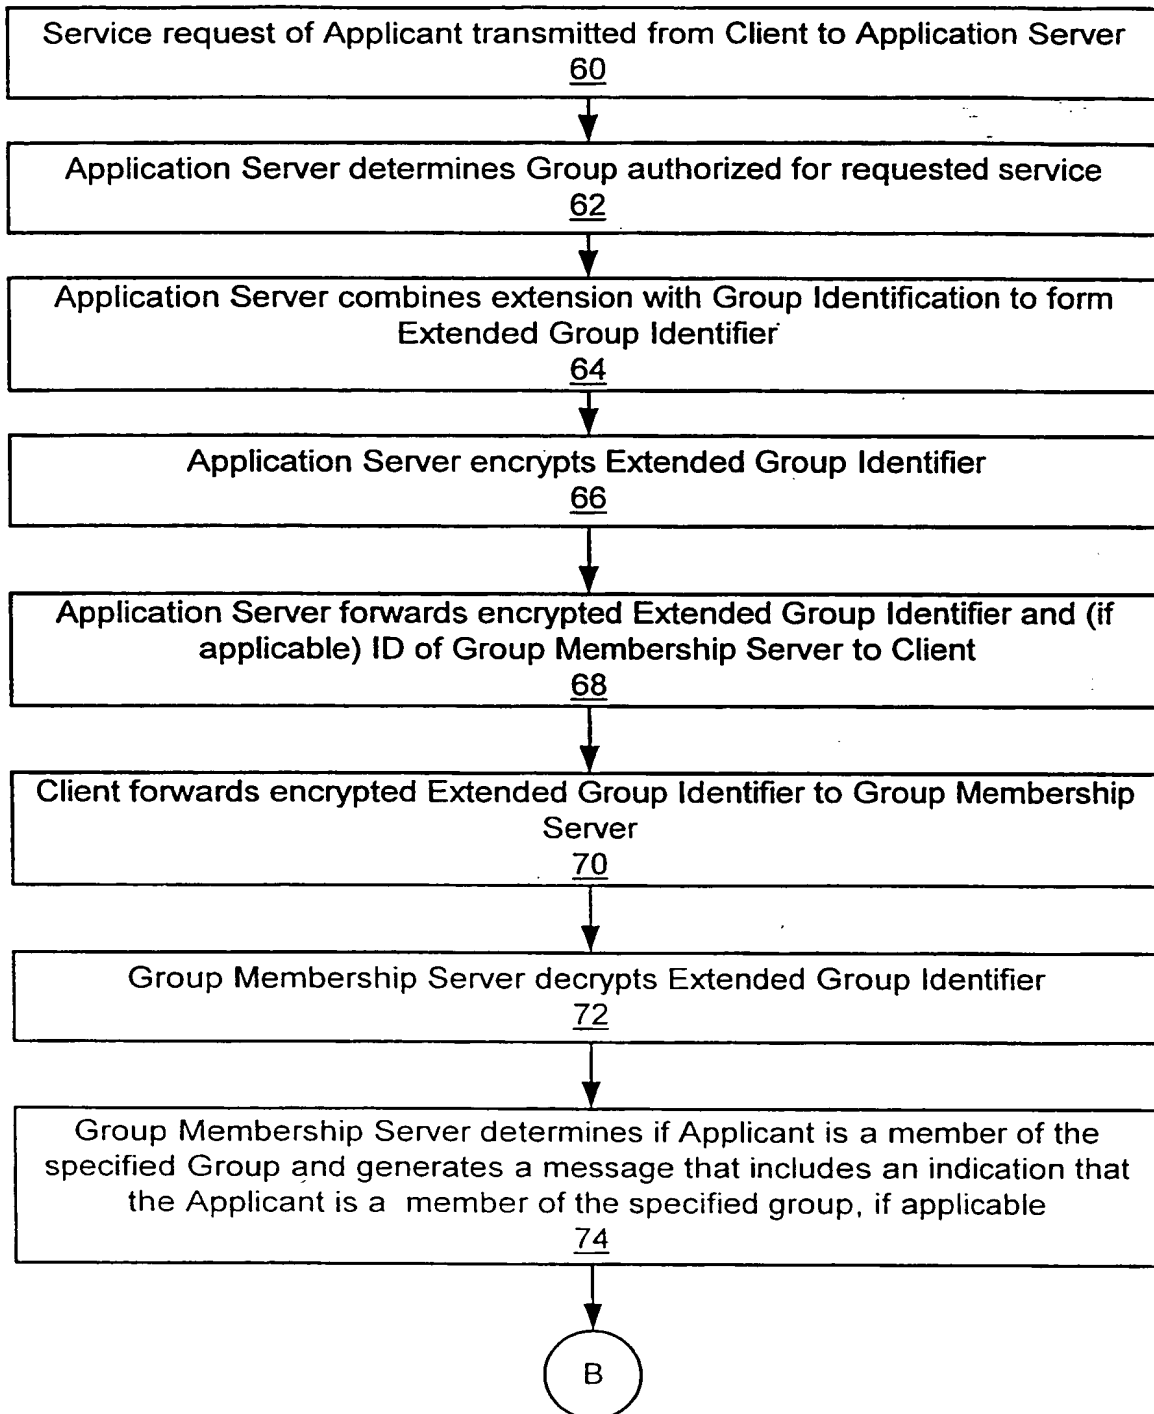 Service request of Applicant transmitted from Client to Application Server
60
Application Server determines Group authorized for requested service
62
Application Server combines extension with Group Identification to form
Extended Group Identifier
64
Application Server encrypts Extended Group Identifier
66
Application Server forwards encrypted Extended Group Identifier and (if
applicable) ID of Group Membership Server to Client
68
Client forwards encrypted Extended Group Identifier to Group Membership
Server
70
Group Membership Server decrypts Extended Group Identifier
72
Group Membership Server determines if Applicant is a member of the
specified Group and generates a message that includes an indication that
the Applicant is a member of the specified group, if applicable
74
B